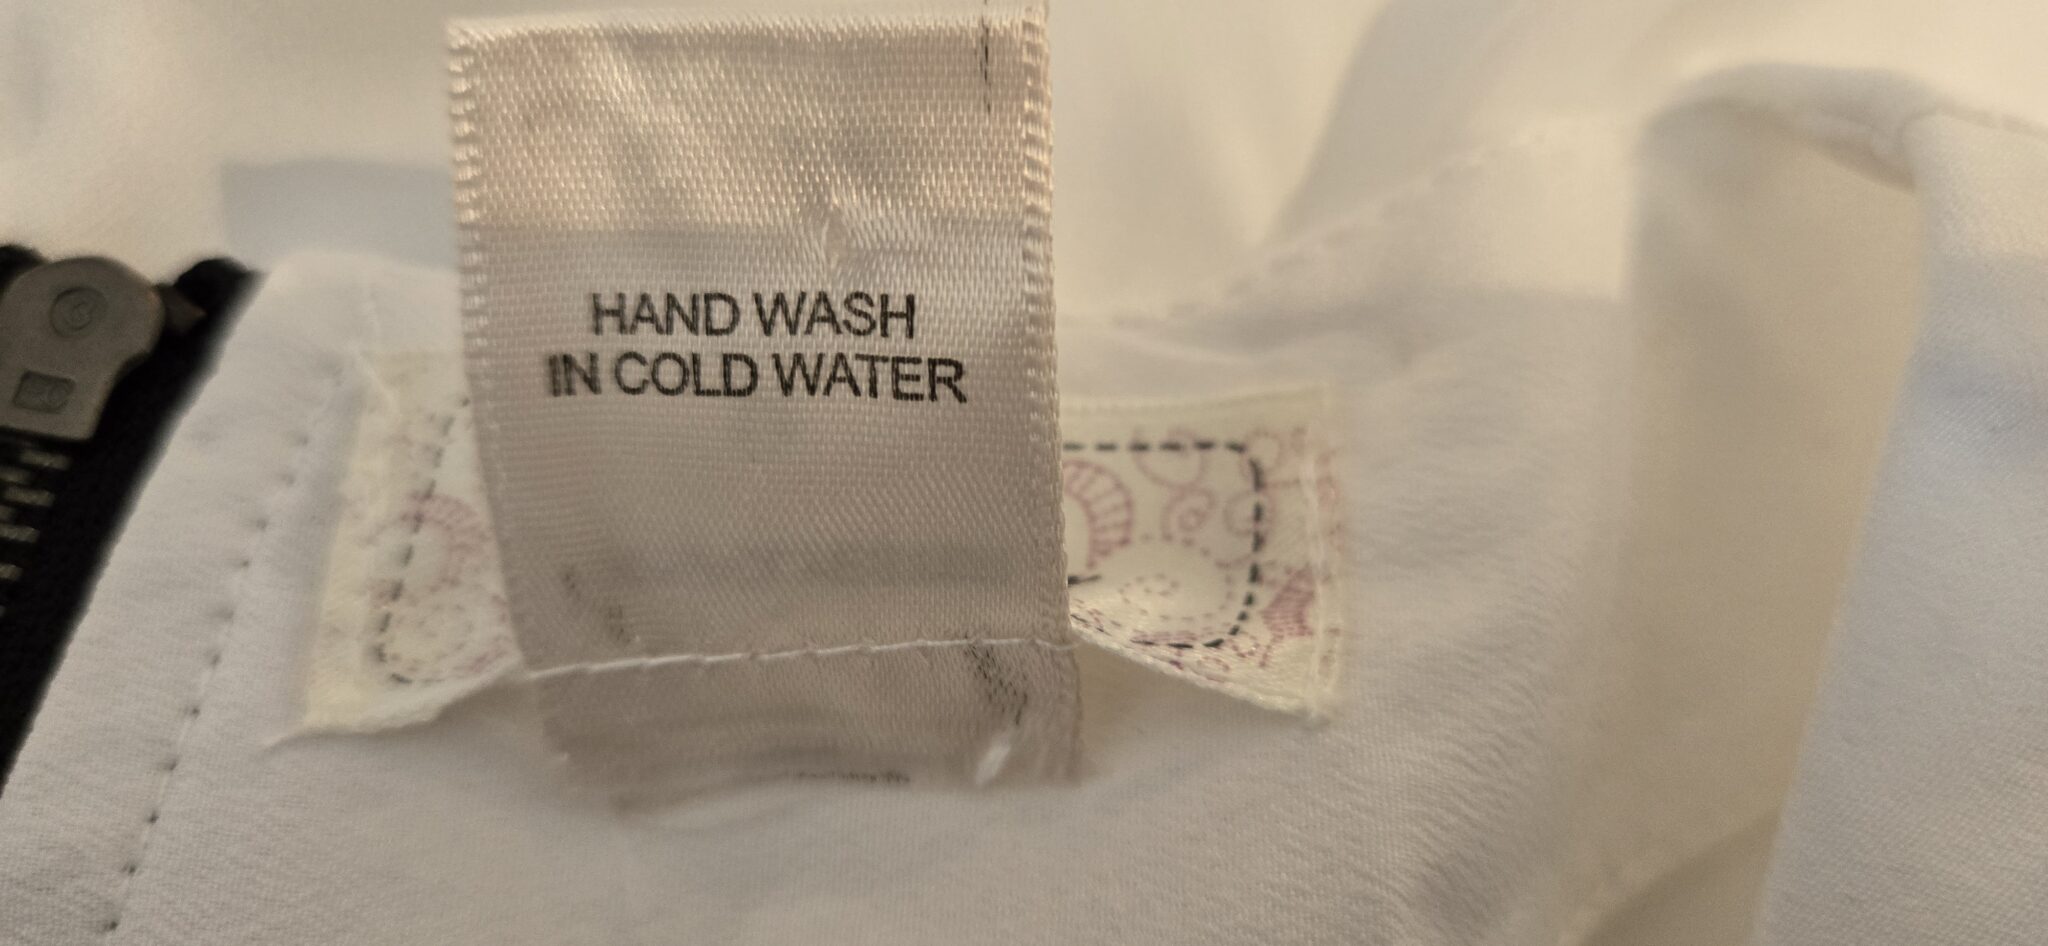 HAND WASH
IN COLD WATER